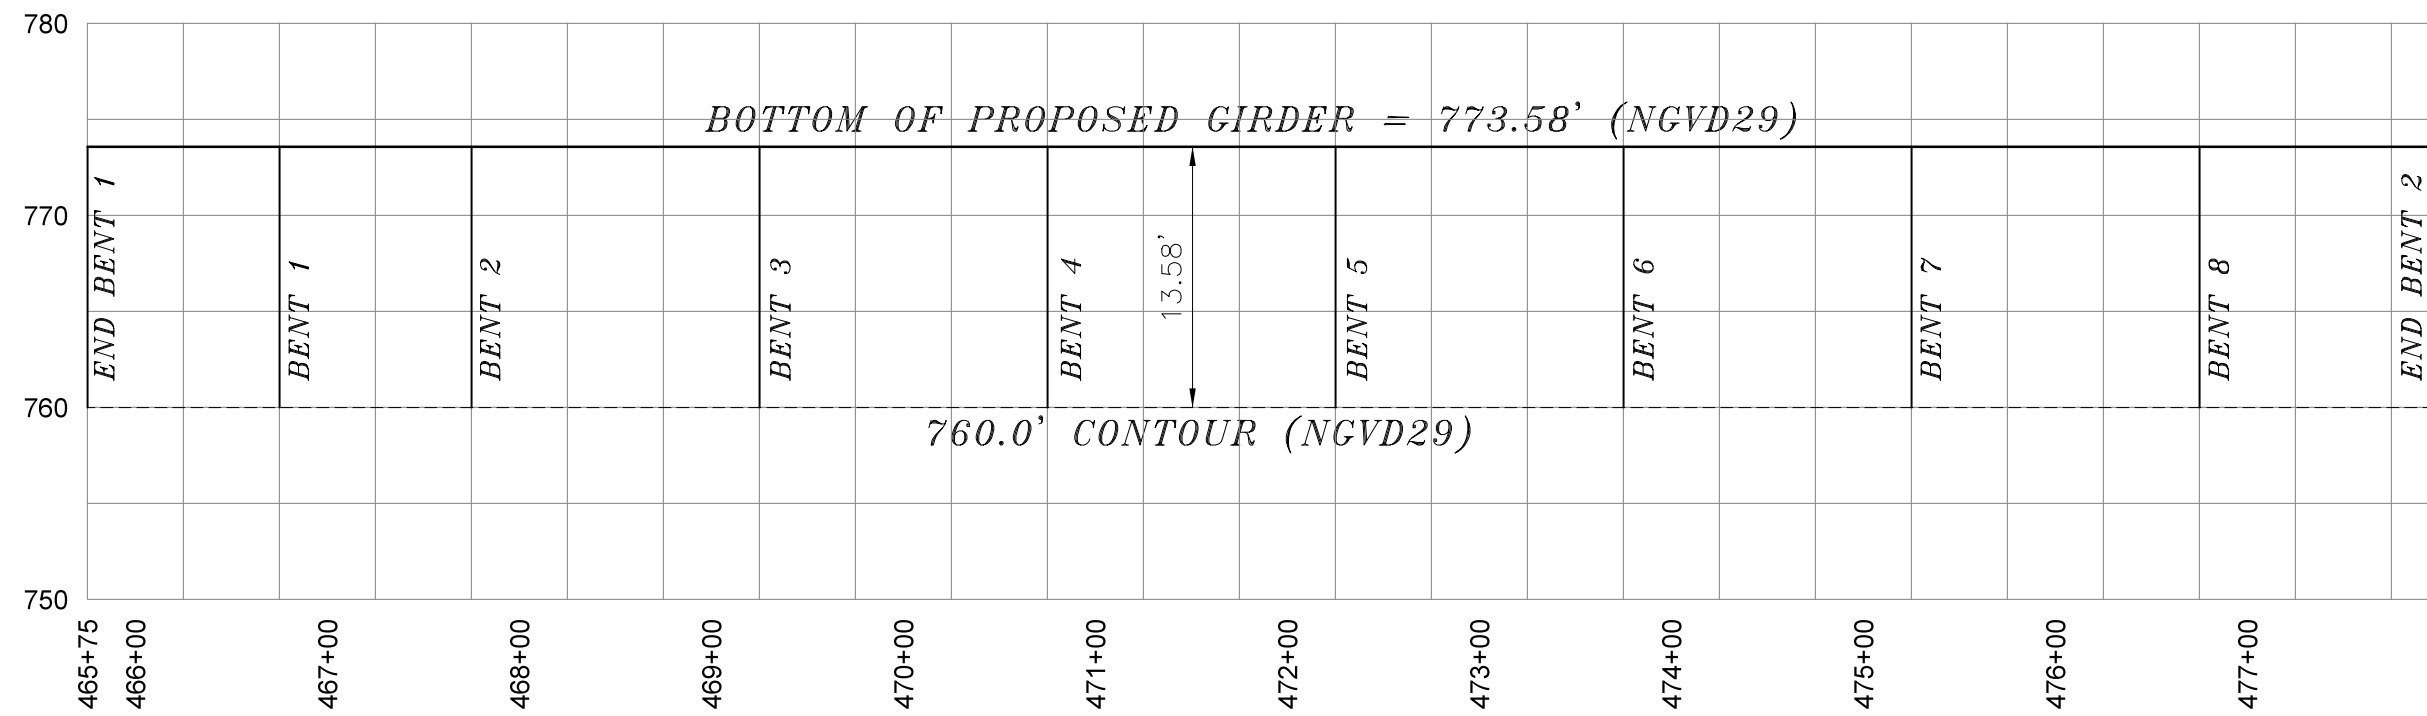 780
BOTTOM OF PROPOSED GIRDER = 773.58' (NGVD29)
770
END BENT 1
BENT 1
BENT 2
BENT 3
BENT 4
13.58'
BENT 5
BENT 6
BENT 7
BENT 8
END BENT 2
760
760.0' CONTOUR (NGVD29)
750
465+75
466+00
467+00
468+00
469+00
470+00
471+00
472+00
473+00
474+00
475+00
476+00
477+00